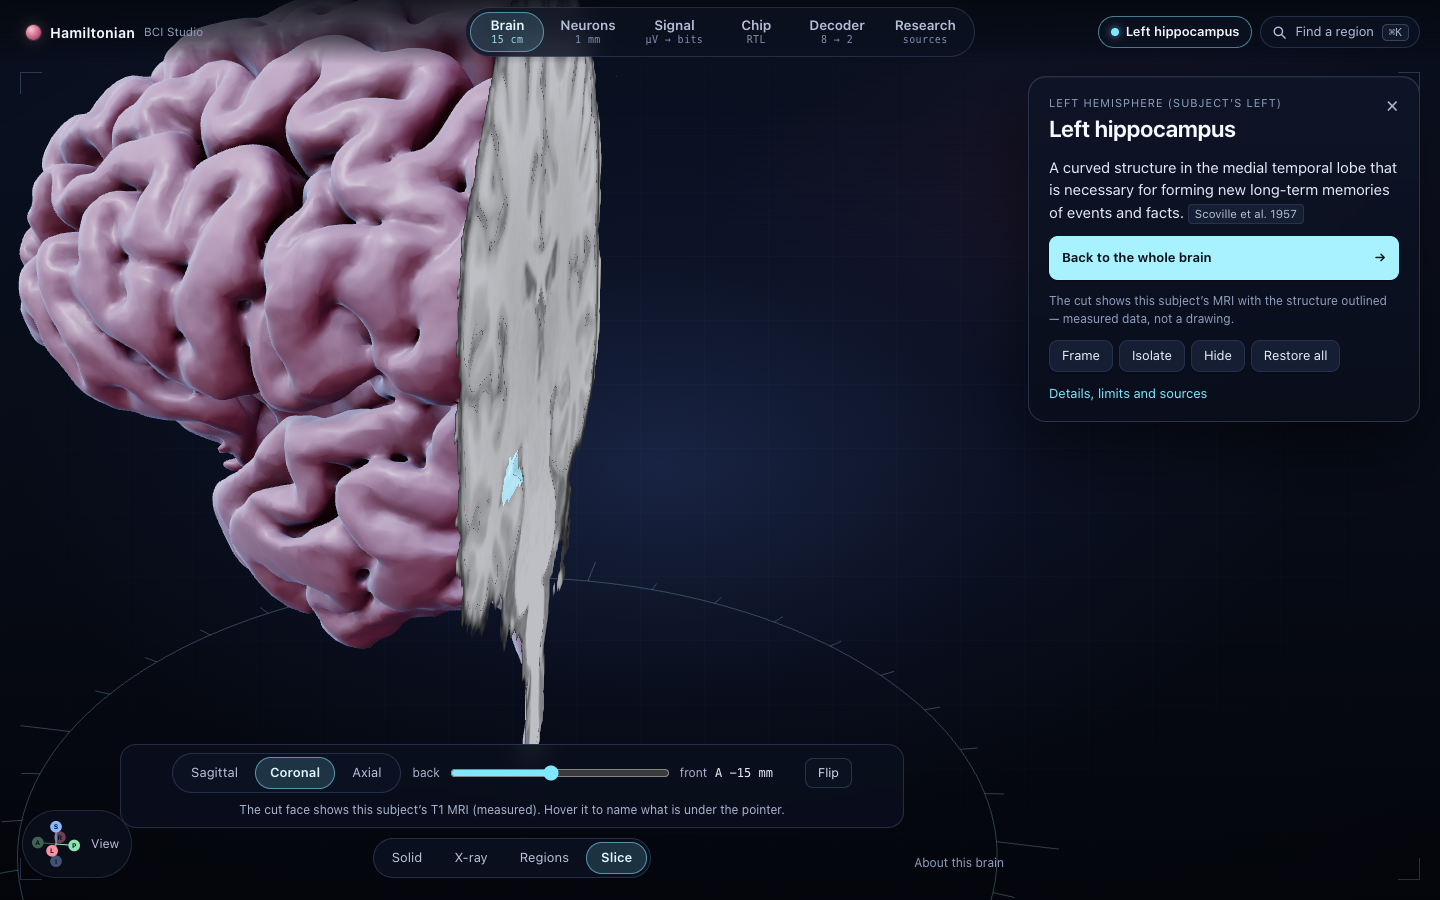 Hamiltonian BCI Studio
Brain
15 cm
Neurons
1 mm
Signal
µV → bits
Chip
RTL
Decoder
8 → 2
Research
sources
Left hippocampus
Find a region ⌘K
LEFT HEMISPHERE (SUBJECT'S LEFT)
Left hippocampus
A curved structure in the medial temporal lobe that
is necessary for forming new long-term memories
of events and facts. Scoville et al. 1957
Back to the whole brain →
The cut shows this subject's MRI with the structure outlined
— measured data, not a drawing.
Frame Isolate Hide Restore all
Details, limits and sources
Sagittal Coronal Axial back front A −15 mm Flip
The cut face shows this subject's T1 MRI (measured). Hover it to name what is under the pointer.
S
A
P
L
I
View
Solid X-ray Regions Slice
About this brain